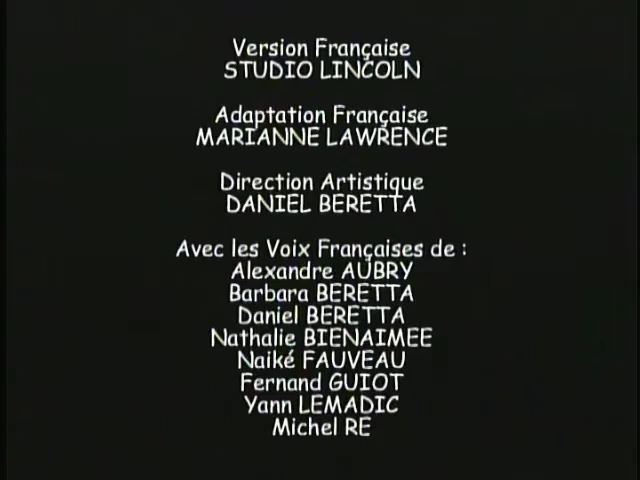 Version Française
STUDIO LINCOLN
Adaptation Française
MARIANNE LAWRENCE
Direction Artistique
DANIEL BERETTA
Avec les Voix Françaises de :
Alexandre AUBRY
Barbara BERETTA
Daniel BERETTA
Nathalie BIENAIMEE
Naiké FAUVEAU
Fernand GUIOT
Yann LEMADIC
Michel RE